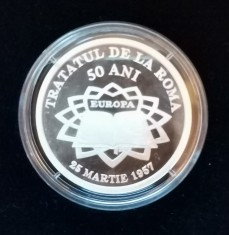 TRATATUL DE LA ROMA
50 ANI
EUROPA
25 MARTIE 1957